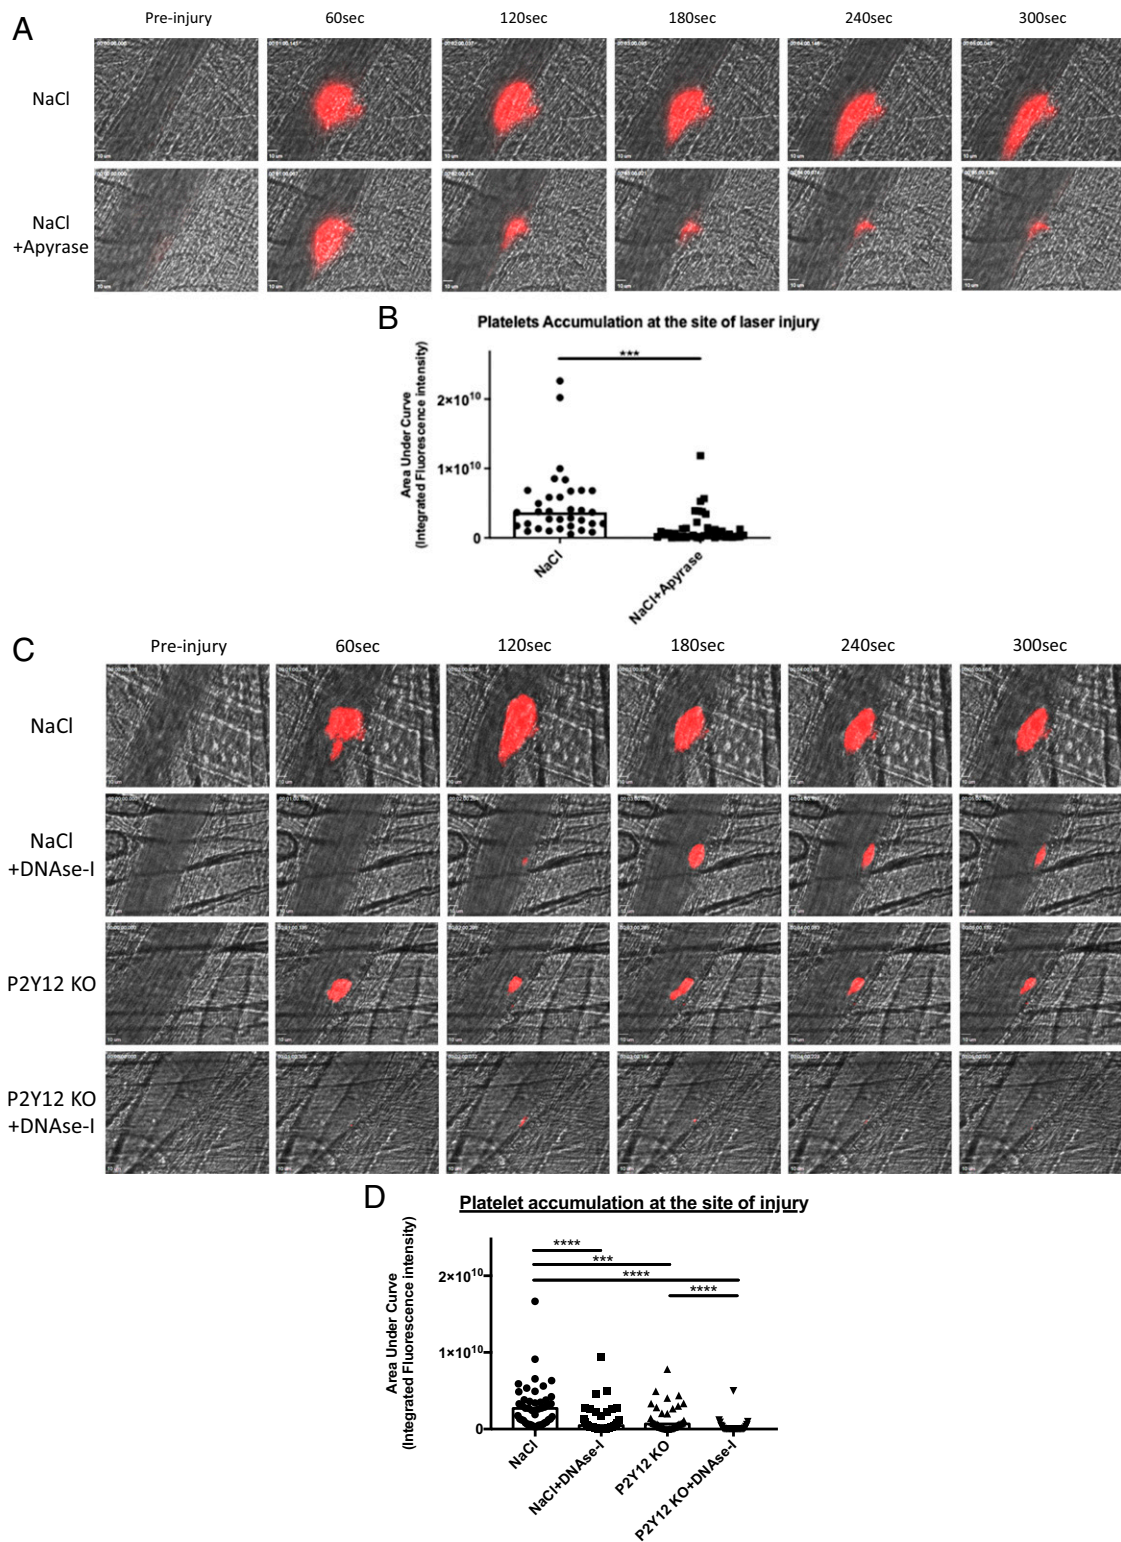 A
Pre-injury
60sec
120sec
180sec
240sec
300sec
NaCl
NaCl
+Apyrase
B
Platelets Accumulation at the site of laser injury
Area Under Curve
(Integrated Fluorescence intensity)
***
2×10¹⁰
1×10¹⁰
0
NaCl
NaCl+Apyrase
C
Pre-injury
60sec
120sec
180sec
240sec
300sec
NaCl
NaCl
+DNAse-I
P2Y12 KO
P2Y12 KO
+DNAse-I
D
Platelet accumulation at the site of injury
Area Under Curve
(Integrated Fluorescence intensity)
****
***
****
****
2×10¹⁰
1×10¹⁰
0
NaCl
NaCl+DNAse-I
P2Y12 KO
P2Y12 KO+DNAse-I